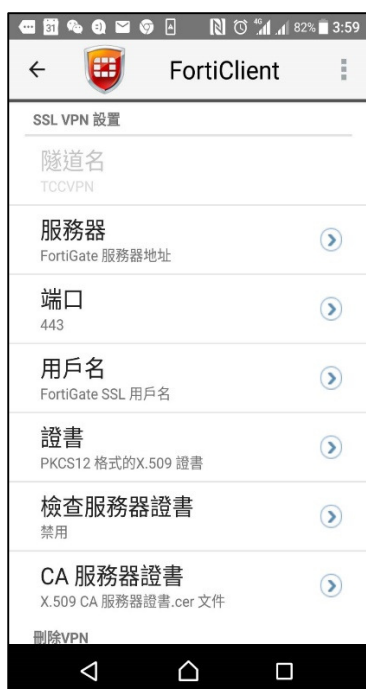 31
4G
82% 3:59
FortiClient
SSL VPN 設置
隧道名
TCCVPN
服務器
FortiGate 服務器地址
端口
443
用戶名
FortiGate SSL 用戶名
證書
PKCS12 格式的X.509 證書
檢查服務器證書
禁用
CA 服務器證書
X.509 CA 服務器證書.cer 文件
刪除VPN